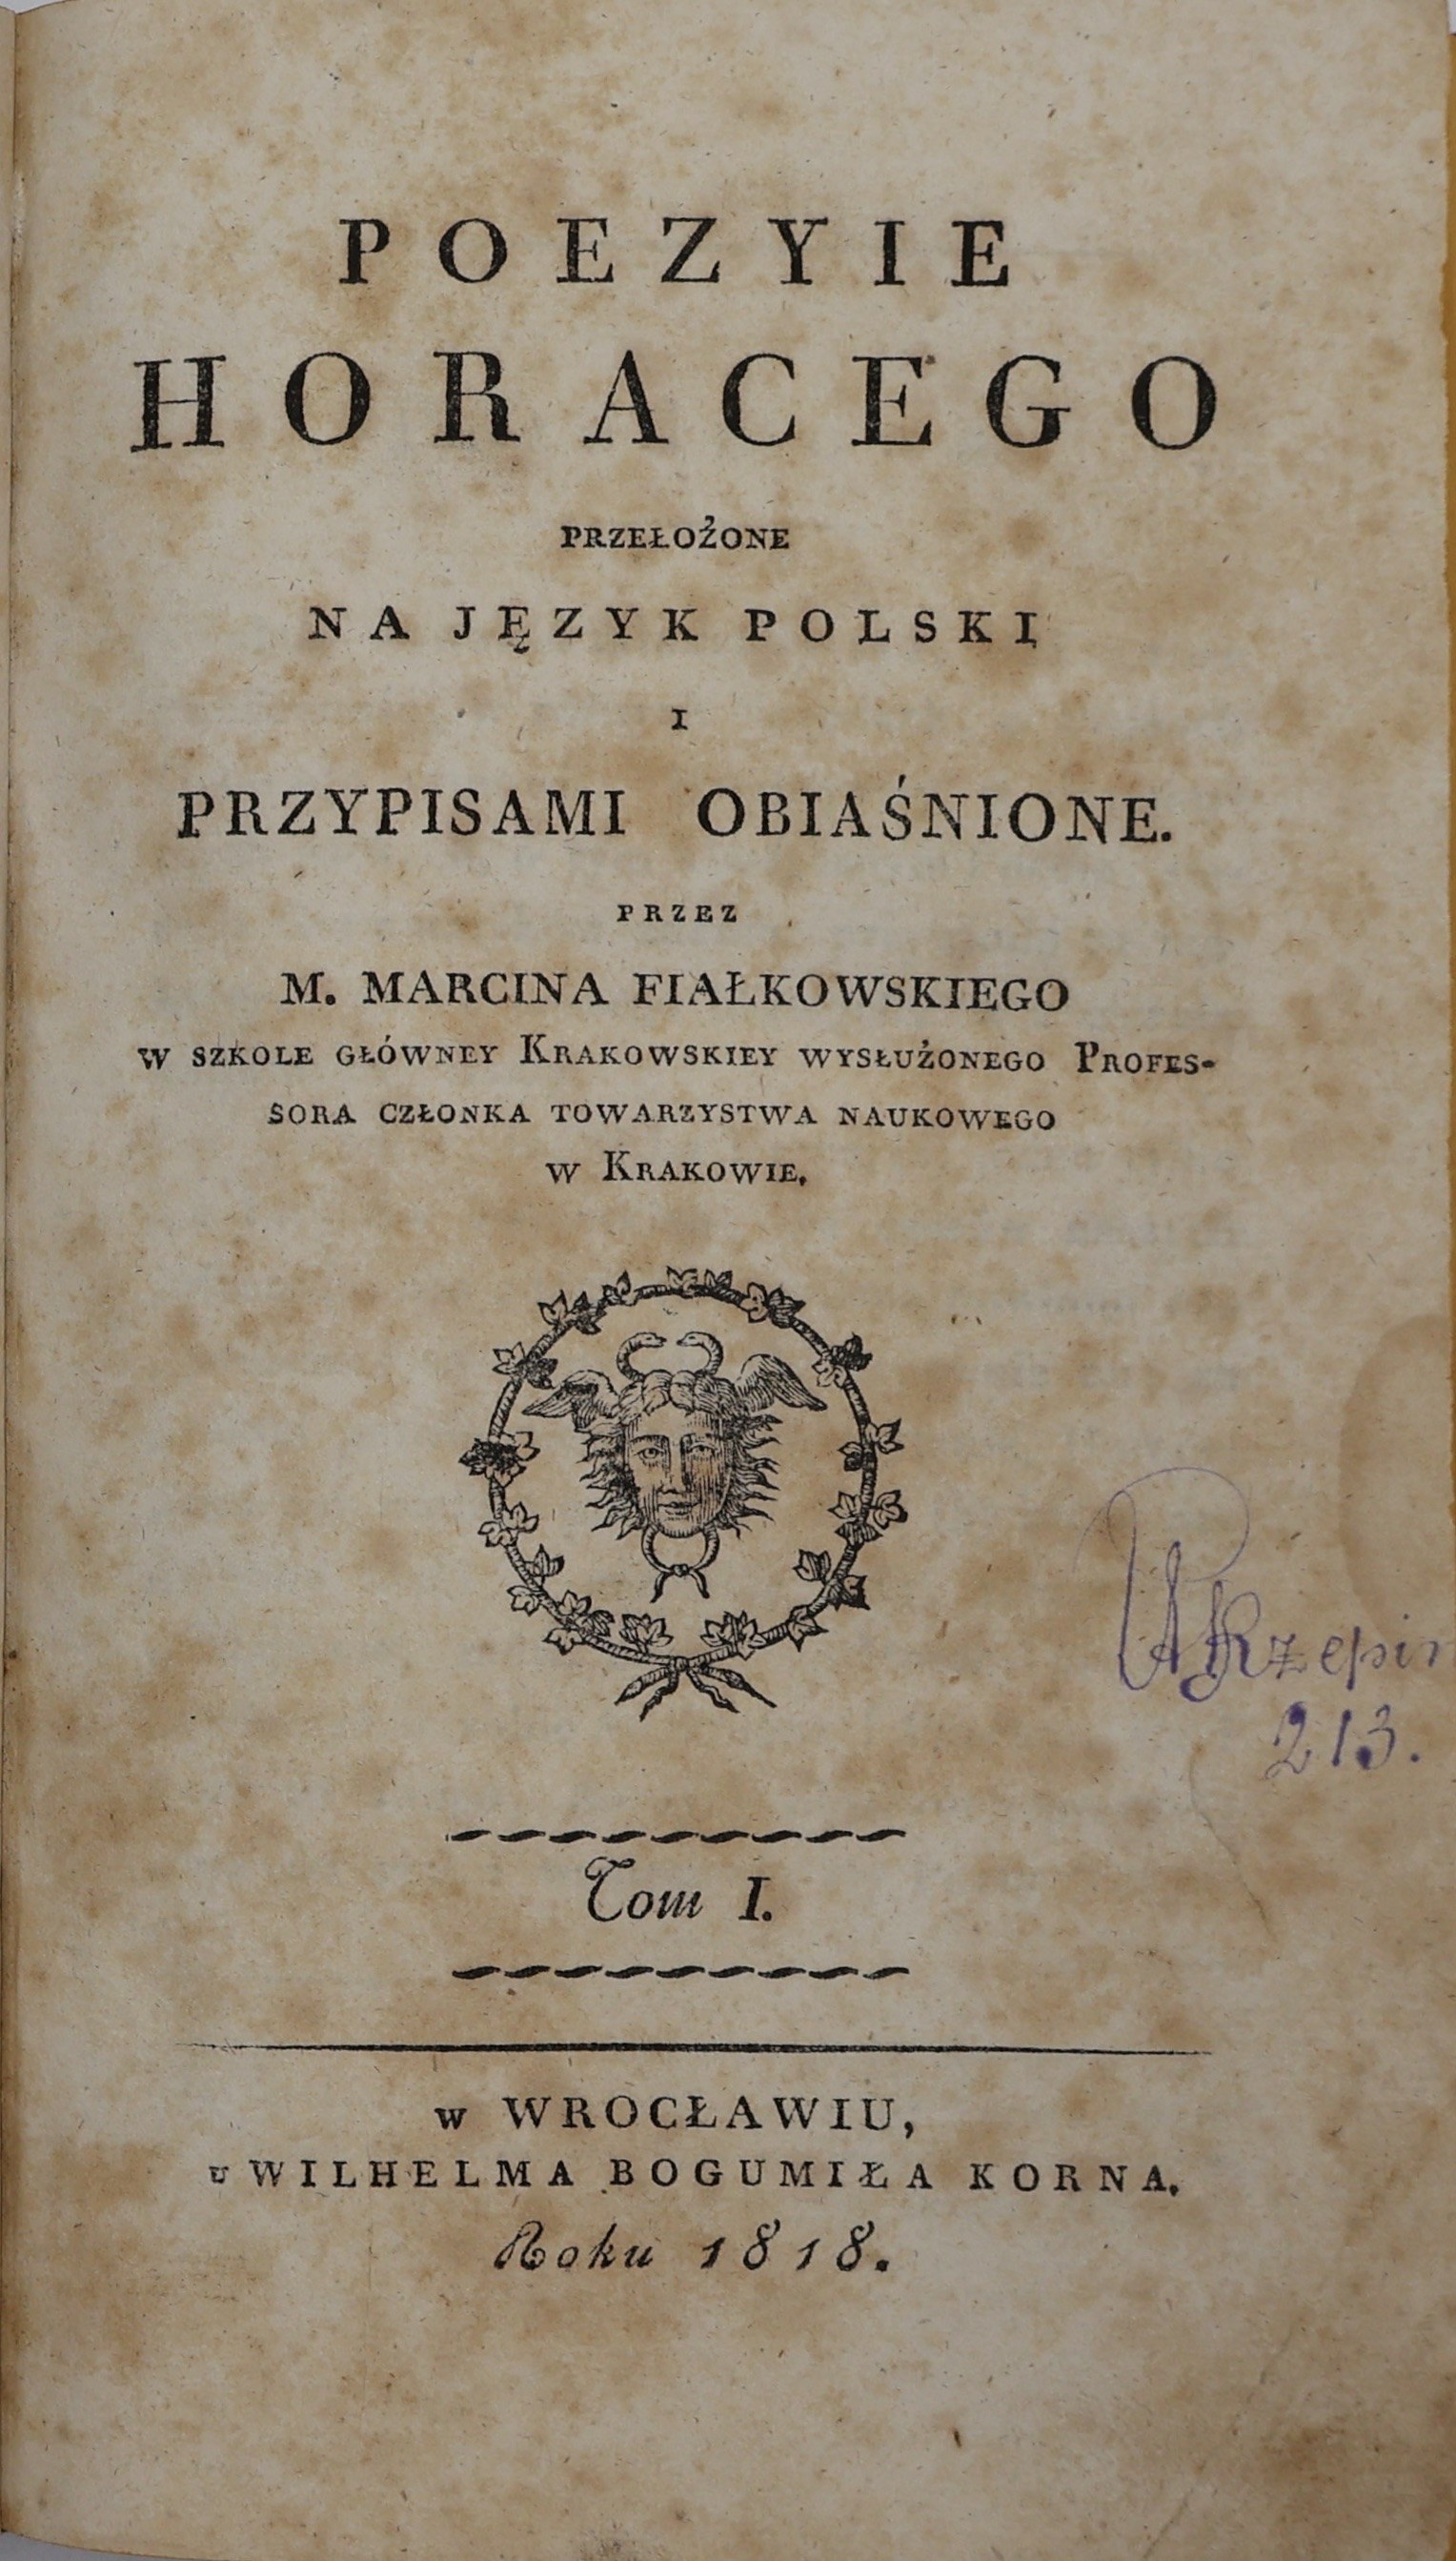 POEZYIE
HORACEGO
PRZEŁOŻONE
NA JĘZYK POLSKI
I
PRZYPISAMI OBIAŚNIONE.
PRZEZ
M. MARCINA FIAŁKOWSKIEGO
W SZKOLE GŁÓWNEY KRAKOWSKIEY WYSŁUŻONEGO PROFES-
SORA CZŁONKA TOWARZYSTWA NAUKOWEGO
W KRAKOWIE.
213.
Tom I.
w WROCŁAWIU,
U WILHELMA BOGUMIŁA KORNA.
Roku 1818.